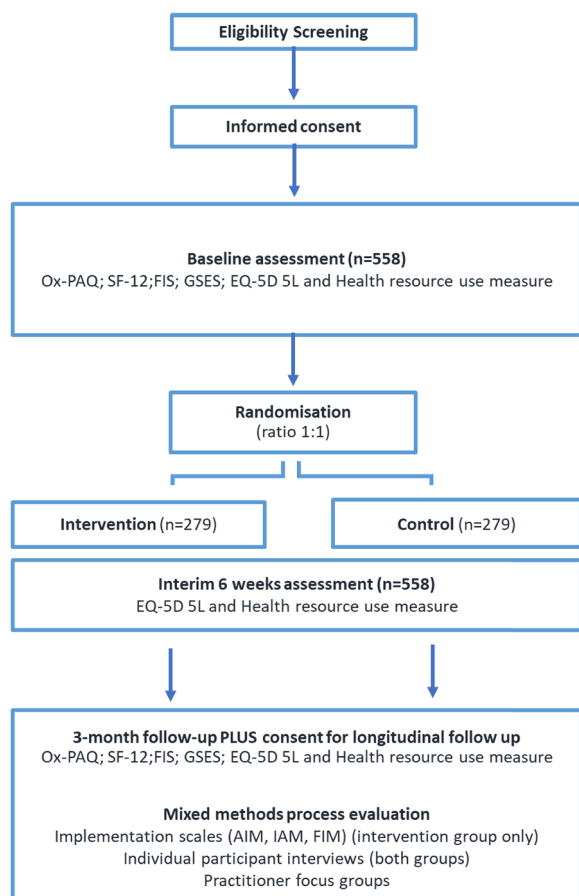 Eligibility Screening
Informed consent
Baseline assessment (n=558)
Ox-PAQ; SF-12;FIS; GSES; EQ-5D 5L and Health resource use measure
Randomisation
(ratio 1:1)
Intervention (n=279)
Control (n=279)
Interim 6 weeks assessment (n=558)
EQ-5D 5L and Health resource use measure
3-month follow-up PLUS consent for longitudinal follow up
Ox-PAQ; SF-12;FIS; GSES; EQ-5D 5L and Health resource use measure
Mixed methods process evaluation
Implementation scales (AIM, IAM, FIM) (intervention group only)
Individual participant interviews (both groups)
Practitioner focus groups